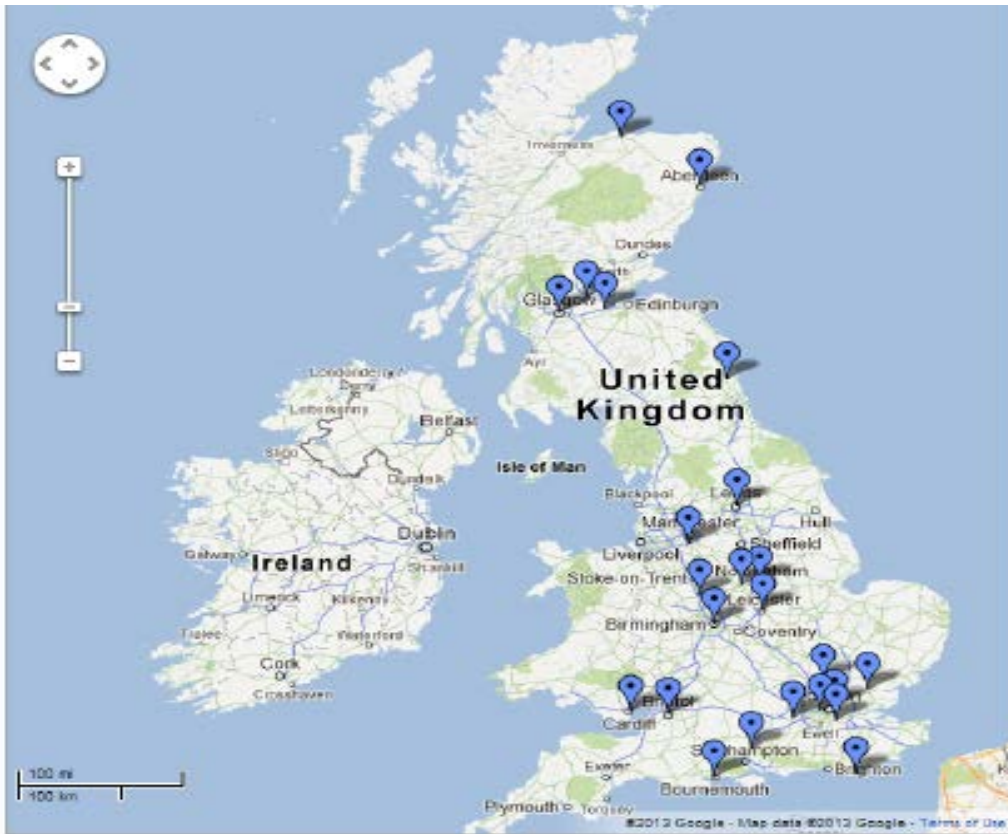 Inverness
Aberdeen
Dundee
Glasgow
Edinburgh
Ayr
United
Kingdom
Londonderry /
Derry
Letterkenny
Belfast
Sligo
Isle of Man
Dundalk
Blackpool
Leeds
Manchester
Hull
Dublin
Galway
Ireland
Liverpool
Sheffield
Shankill
Stoke-on-Trent
Nottingham
Limerick
Kilkenny
Leicester
Tralee
Waterford
Birmingham
Coventry
Cork
Crosshaven
Cardiff
Bristol
Ewell
Southampton
Exeter
Brighton
Bournemouth
Plymouth
Torquay
100 mi
100 km
©2013 Google - Map data ©2013 Google - Terms of Use